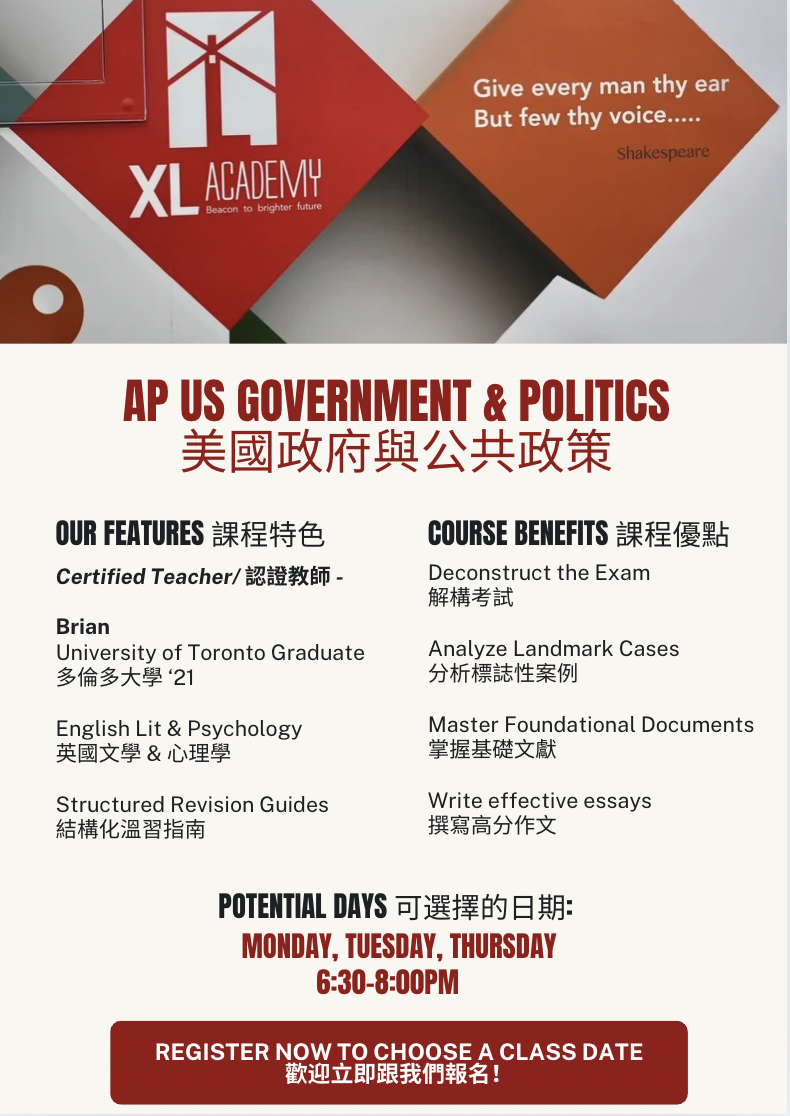 XL ACADEMY
Beacon to brighter future
Give every man thy ear
But few thy voice.....
Shakespeare
AP US GOVERNMENT & POLITICS
美國政府與公共政策
OUR FEATURES 課程特色
Certified Teacher/ 認證教師 -
Brian
University of Toronto Graduate
多倫多大學 ‘21
English Lit & Psychology
英國文學 & 心理學
Structured Revision Guides
結構化溫習指南
COURSE BENEFITS 課程優點
Deconstruct the Exam
解構考試
Analyze Landmark Cases
分析標誌性案例
Master Foundational Documents
掌握基礎文獻
Write effective essays
撰寫高分作文
POTENTIAL DAYS 可選擇的日期:
MONDAY, TUESDAY, THURSDAY
6:30-8:00PM
REGISTER NOW TO CHOOSE A CLASS DATE
歡迎立即跟我們報名!